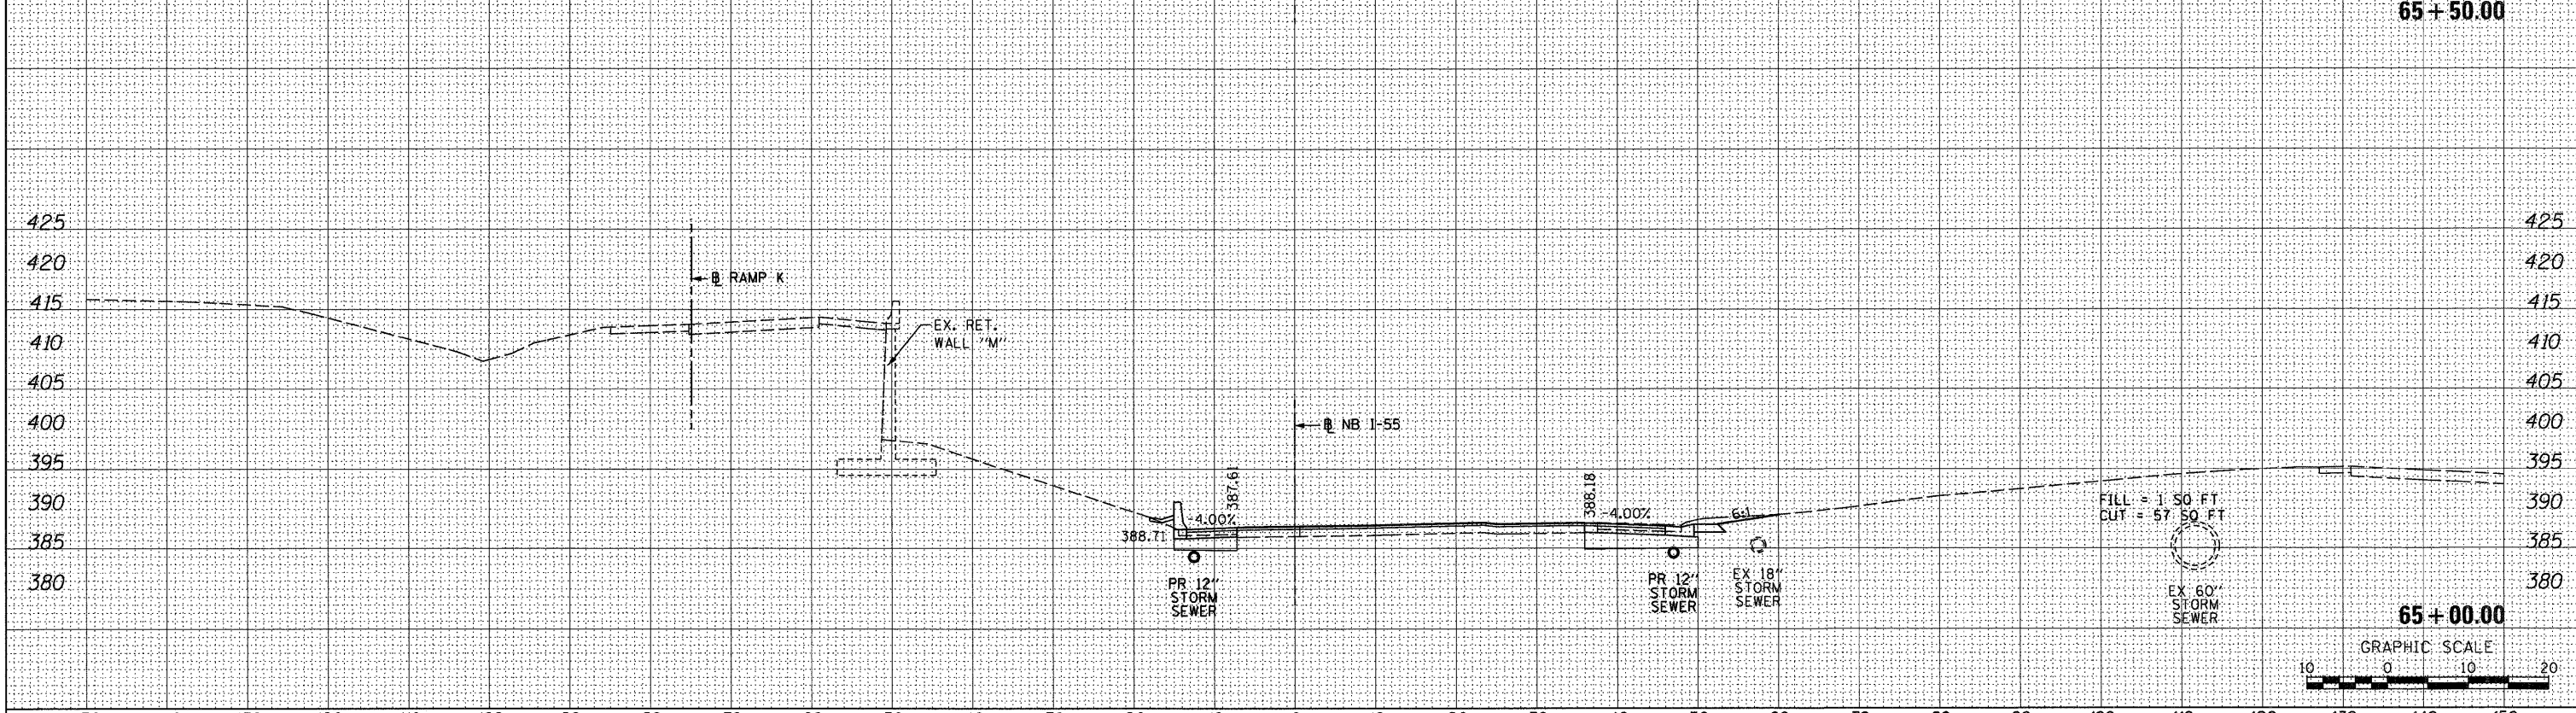 65+50.00
425
425
420
420
℄ RAMP K
415
415
EX. RET.
WALL "M"
410
410
405
405
400
400
℄ NB I-55
395
395
387.61
388.18
390
390
-4.00%
-4.00%
6:1
FILL = 1 SQ FT
CUT = 57 SQ FT
388.71
385
385
380
380
PR 12"
STORM
SEWER
PR 12"
STORM
SEWER
EX 18"
STORM
SEWER
EX 60"
STORM
SEWER
65+00.00
GRAPHIC SCALE
10 0 10 20